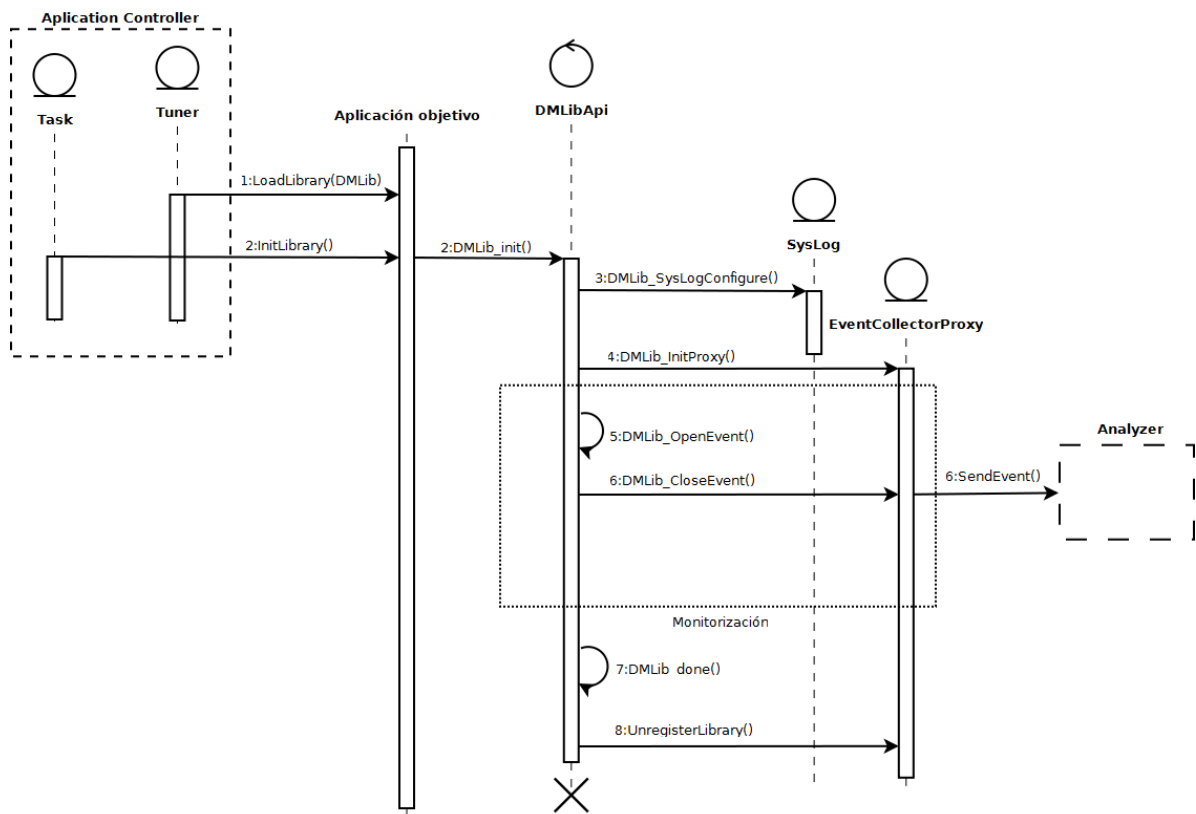 Aplication Controller
Task
Tuner
Aplicación objetivo
DMLibApi
1:LoadLibrary(DMLib)
SysLog
2:InitLibrary()
2:DMLib_init()
3:DMLib_SysLogConfigure()
EventCollectorProxy
4:DMLib_InitProxy()
5:DMLib_OpenEvent()
Analyzer
6:DMLib_CloseEvent()
6:SendEvent()
Monitorización
7:DMLib_done()
8:UnregisterLibrary()